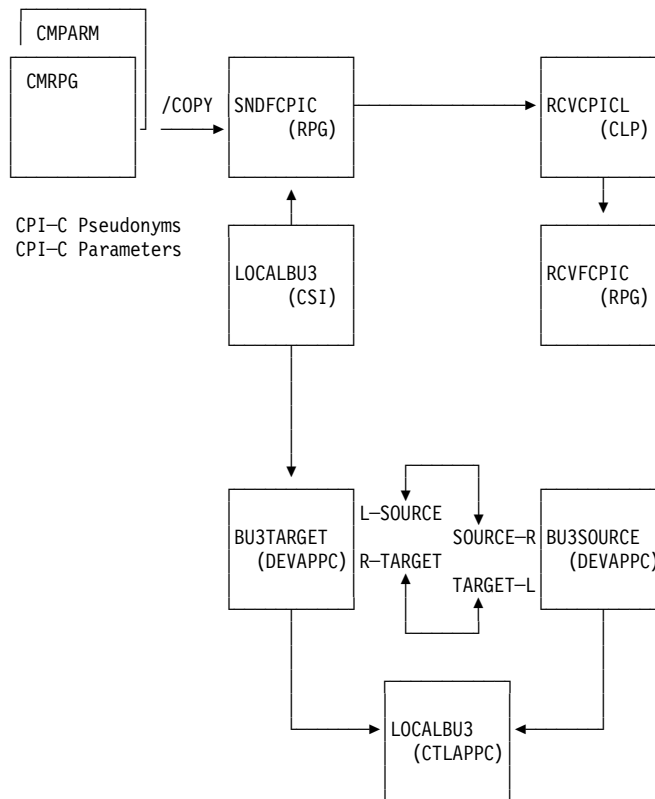 CMPARM
CMRPG
/COPY
SNDFCPIC
(RPG)
RCVCPICL
(CLP)
CPI—C Pseudonyms
CPI—C Parameters
LOCALBU3
(CSI)
RCVFCPIC
(RPG)
L—SOURCE
BU3TARGET
SOURCE—R
BU3SOURCE
(DEVAPPC)
R—TARGET
(DEVAPPC)
TARGET—L
LOCALBU3
(CTLAPPC)